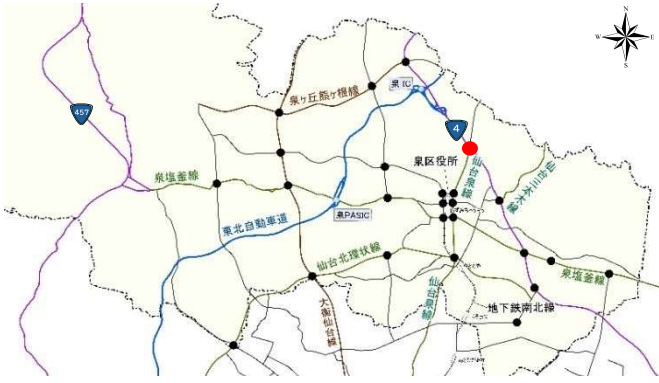 N
W
E
S
泉ヶ丘熊ヶ根線
泉IC
457
4
泉区役所
仙台泉線
仙台三本木線
泉塩釜線
泉PASIC
東北自動車道
仙台北環状線
泉塩釜線
大衡仙台線
仙台泉線
地下鉄南北線